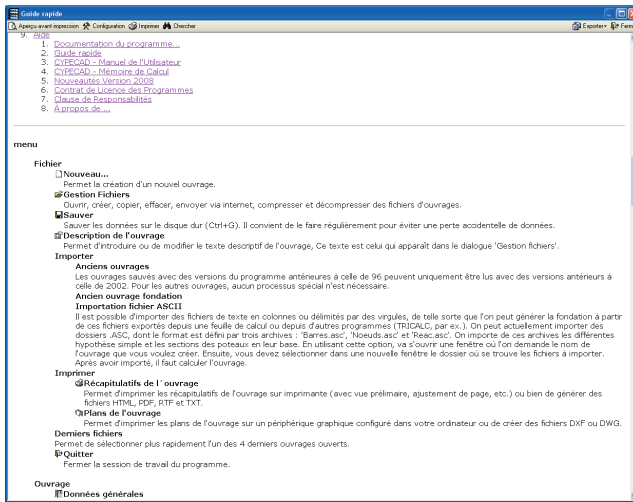 Guide rapide
Aperçu avant impression Configuration Imprimer Chercher Exporter Ferm
9. Aide
1. Documentation du programme...
2. Guide rapide
3. CYPECAD - Manuel de l'Utilisateur
4. CYPECAD - Mémoire de Calcul
5. Nouveautés Version 2008
6. Contrat de Licence des Programmes
7. Clause de Responsabilités
8. À propos de ...
menu
Fichier
Nouveau...
Permet la création d'un nouvel ouvrage.
Gestion Fichiers
Ouvrir, créer, copier, effacer, envoyer via internet, compresser et décompresser des fichiers d'ouvrages.
Sauver
Sauver les données sur le disque dur (Ctrl+G). Il convient de le faire régulièrement pour éviter une perte accidentelle de données.
Description de l'ouvrage
Permet d'introduire ou de modifier le texte descriptif de l'ouvrage, Ce texte est celui qui apparaît dans le dialogue 'Gestion fichiers'.
Importer
Anciens ouvrages
Les ouvrages sauvés avec des versions du programme antérieures à celle de 96 peuvent uniquement être lus avec des versions antérieurs à
celle de 2002. Pour les autres ouvrages, aucun processus spécial n'est nécessaire.
Ancien ouvrage fondation
Importation fichier ASCII
Il est possible d'importer des fichiers de texte en colonnes ou délimités par des virgules, de telle sorte que l'on peut générer la fondation à partir
de ces fichiers exportés depuis une feuille de calcul ou depuis d'autres programmes (TRICALC, par ex.). On peut actuellement importer des
dossiers .ASC, dont le format est défini par trois archives : 'Barres.asc', 'Noeuds.asc' et 'Reac.asc'. On importe de ces archives les différentes
hypothèse simple et les sections des poteaux en leur base. En utilisant cette option, va s'ouvrir une fenêtre où l'on demande le nom de
l'ouvrage que vous voulez créer. Ensuite, vous devez sélectionner dans une nouvelle fenêtre le dossier où se trouve les fichiers à importer.
Après avoir importé, il faut calculer l'ouvrage.
Imprimer
Récapitulatifs de l´ouvrage
Permet d'imprimer les récapitulatifs de l'ouvrage sur imprimante (avec vue prélimaire, ajustement de page, etc.) ou bien de générer des
fichiers HTML, PDF, RTF et TXT.
Plans de l'ouvrage
Permet d'imprimer les plans de l'ouvrage sur un périphérique graphique configuré dans votre ordinateur ou de créer des fichiers DXF ou DWG.
Derniers fichiers
Permet de sélectionner plus rapidement l'un des 4 derniers ouvrages ouverts.
Quitter
Fermer la session de travail du programme.
Ouvrage
Données générales